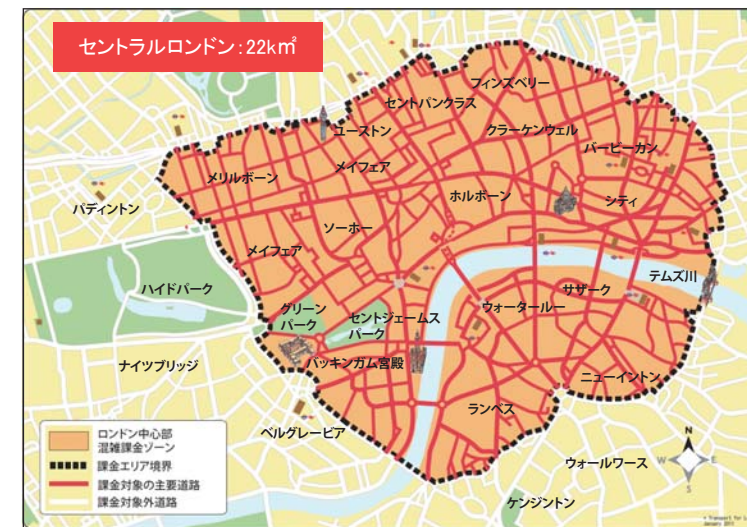 セントラルロンドン：22k㎡
フィンズベリー
セントパンクラス
ユーストン
クラーケンウェル
メイフェア
バービーカン
メリルボーン
ホルボーン
シティ
パディントン
ソーホー
メイフェア
ハイドパーク
テムズ川
サザーク
グリーン
パーク
セントジェームス
パーク
ウォータールー
ナイツブリッジ
バッキンガム宮殿
ニューイントン
ランベス
ベルグレービア
ロンドン中心部
混雑課金ゾーン
課金エリア境界
課金対象の主要道路
課金対象外道路
ウォールワース
N
W
E
S
ケンジントン